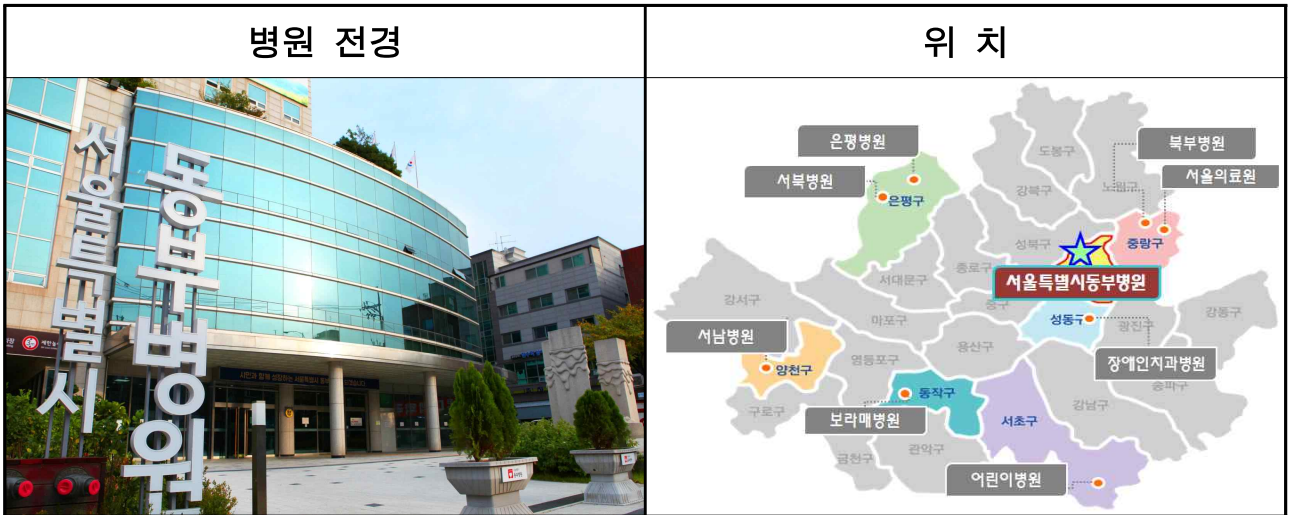 병원 전경
위 치
서울특별시
동부병원
은평병원
북부병원
서북병원
서울의료원
도봉구
강북구
노원구
은평구
성북구
중랑구
서대문구
종로구
서울특별시동부병원
강서구
중구
마포구
성동구
광진구
강동구
서남병원
용산구
영등포구
장애인치과병원
양천구
동작구
송파구
구로구
보라매병원
서초구
강남구
금천구
관악구
어린이병원